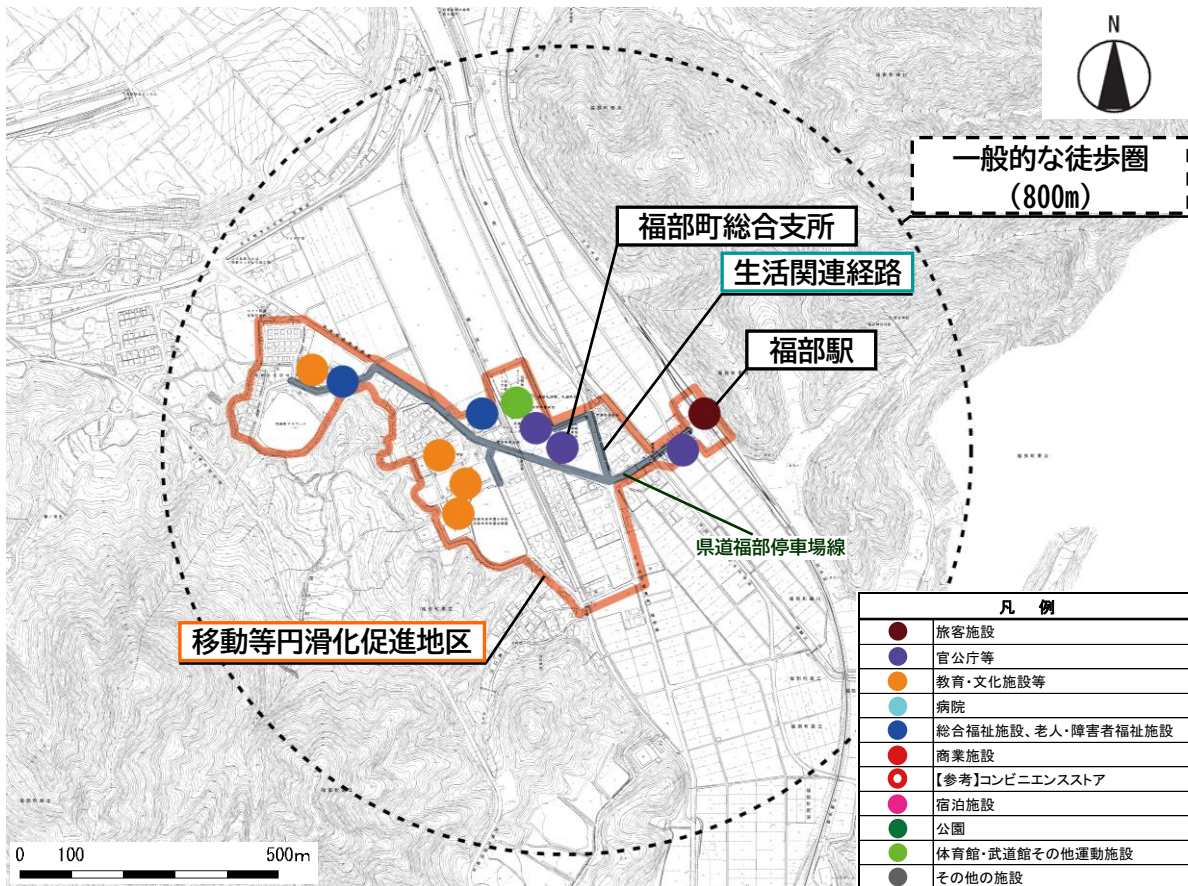 N
一般的な徒歩圏
(800m)
福部町総合支所
生活関連経路
福部駅
県道福部停車場線
移動等円滑化促進地区
凡 例
旅客施設
官公庁等
教育・文化施設等
病院
総合福祉施設、老人・障害者福祉施設
商業施設
【参考】コンビニエンスストア
宿泊施設
公園
体育館・武道館その他運動施設
その他の施設
0 100 500m